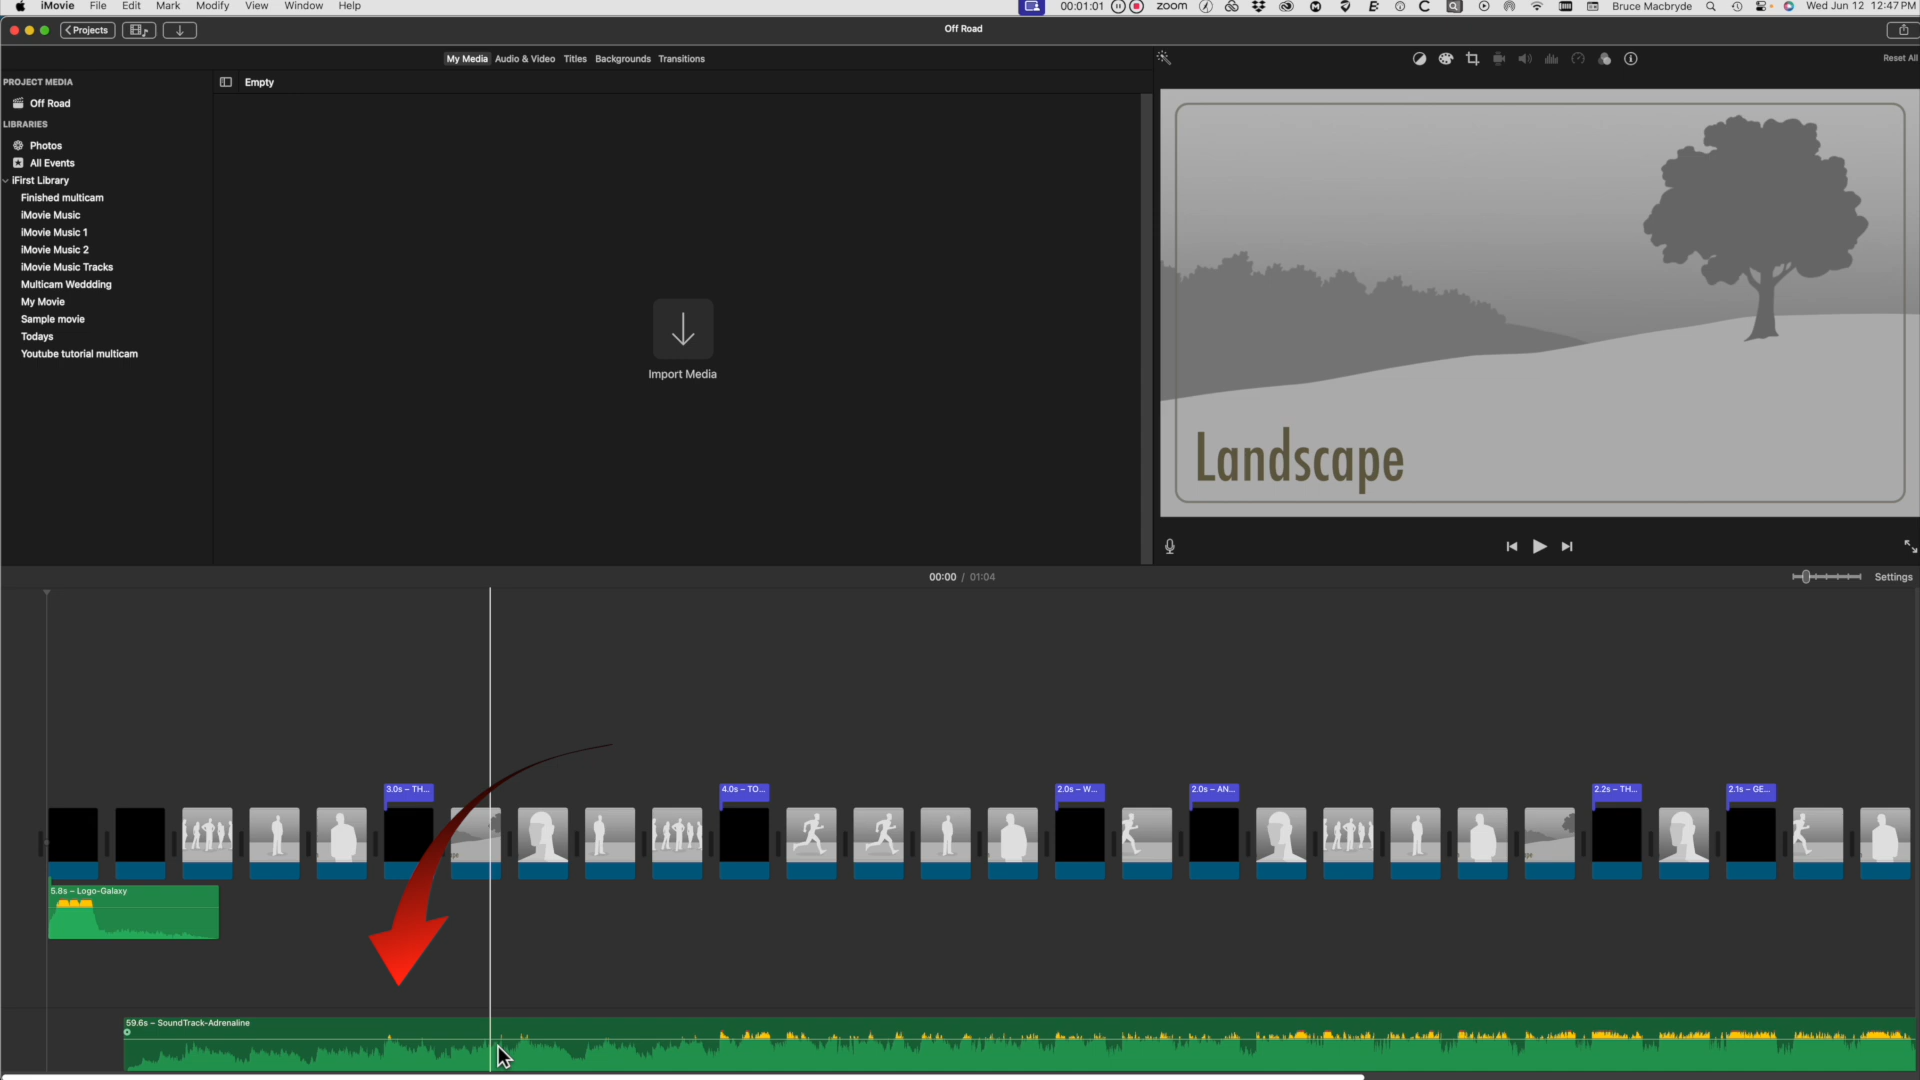 iMovie File Edit Mark Modify View Window Help 00:01:01 zoom Bruce Macbryde Wed Jun 12 12:47 PM
Projects Off Road
My Media Audio & Video Titles Backgrounds Transitions Reset All
PROJECT MEDIA
Empty
Off Road
LIBRARIES
Photos
All Events
iFirst Library
Finished multicam
iMovie Music
iMovie Music 1
iMovie Music 2
iMovie Music Tracks
Multicam Weddding
My Movie
Sample movie
Todays
Youtube tutorial multicam
Import Media
Landscape
00:00 / 01:04 Settings
3.0s – TH... 4.0s – TO... 2.0s – W... 2.0s – AN... 2.2s – TH... 2.1s – GE...
5.8s – Logo-Galaxy
59.6s – SoundTrack-Adrenaline